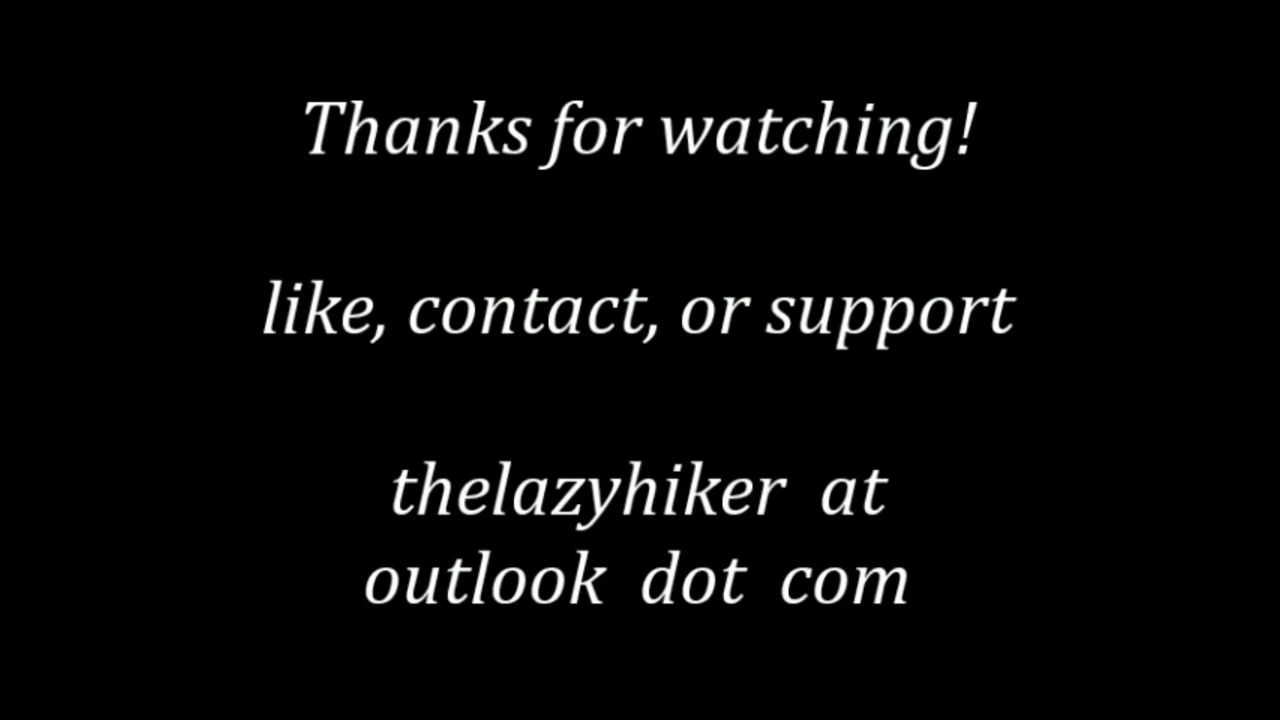 Thanks for watching!
like, contact, or support
thelazyhiker at
outlook dot com